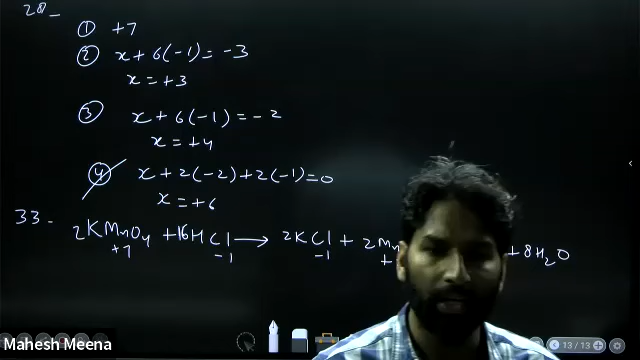 28-
① +7
② x + 6(-1) = -3
x = +3
③ x + 6(-1) = -2
x = +4
④ x + 2(-2) + 2(-1) = 0
x = +6
33- 2KMnO4 + 16HCl → 2KCl + 2Mn + 8H2O
+7 -1 -1 +
Mahesh Meena
13 / 13